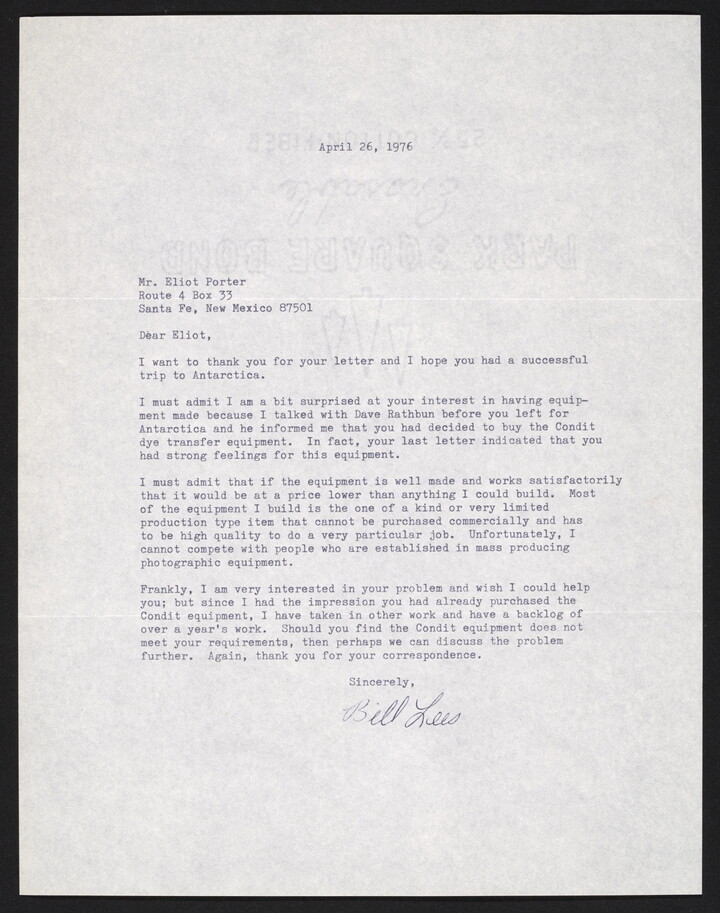 April 26, 1976
Mr. Eliot Porter
Route 4 Box 33
Santa Fe, New Mexico 87501
Dear Eliot,
I want to thank you for your letter and I hope you had a successful
trip to Antarctica.
I must admit I am a bit surprised at your interest in having equip-
ment made because I talked with Dave Rathbun before you left for
Antarctica and he informed me that you had decided to buy the Condit
dye transfer equipment. In fact, your last letter indicated that you
had strong feelings for this equipment.
I must admit that if the equipment is well made and works satisfactorily
that it would be at a price lower than anything I could build. Most
of the equipment I build is the one of a kind or very limited
production type item that cannot be purchased commercially and has
to be high quality to do a very particular job. Unfortunately, I
cannot compete with people who are established in mass producing
photographic equipment.
Frankly, I am very interested in your problem and wish I could help
you; but since I had the impression you had already purchased the
Condit equipment, I have taken in other work and have a backlog of
over a year's work. Should you find the Condit equipment does not
meet your requirements, then perhaps we can discuss the problem
further. Again, thank you for your correspondence.
Sincerely,
Bill Lees
PARK SQUARE BOND